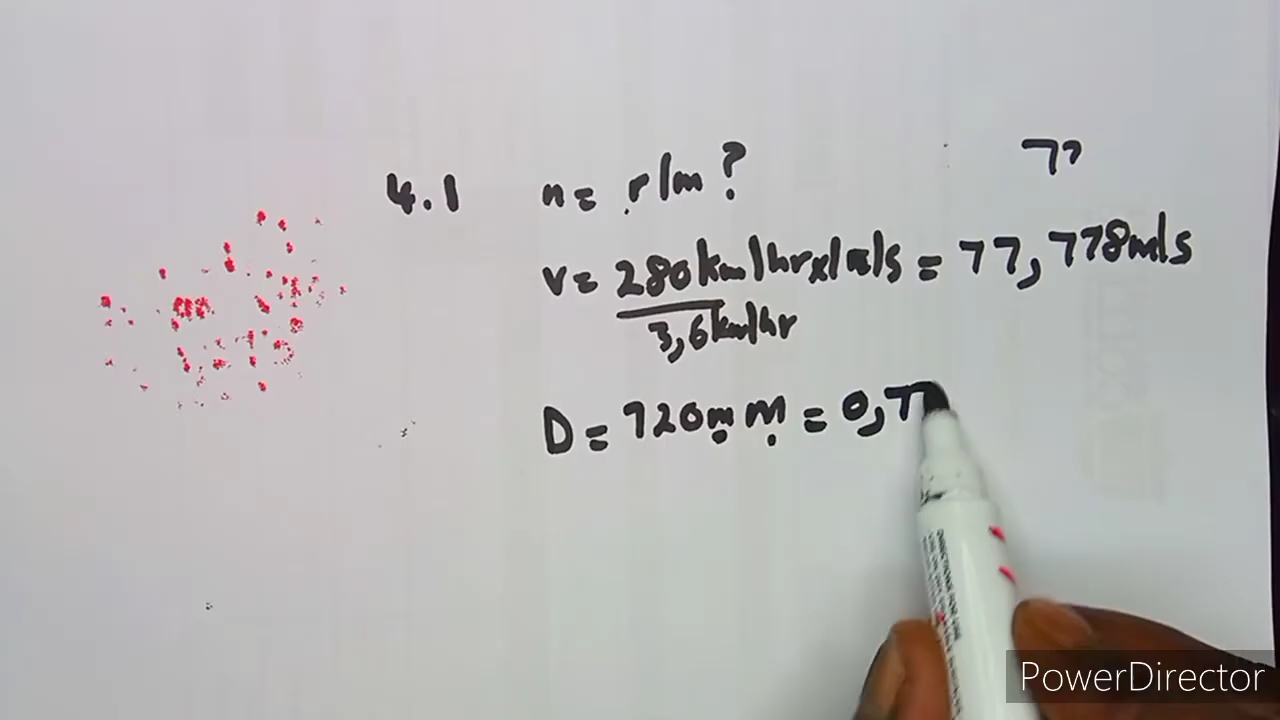 77
4.1 n = r/m ?
v = 280km/hr x 1m/s = 77,778m/s
3,6km/hr
D = 720mm = 0,7
PowerDirector